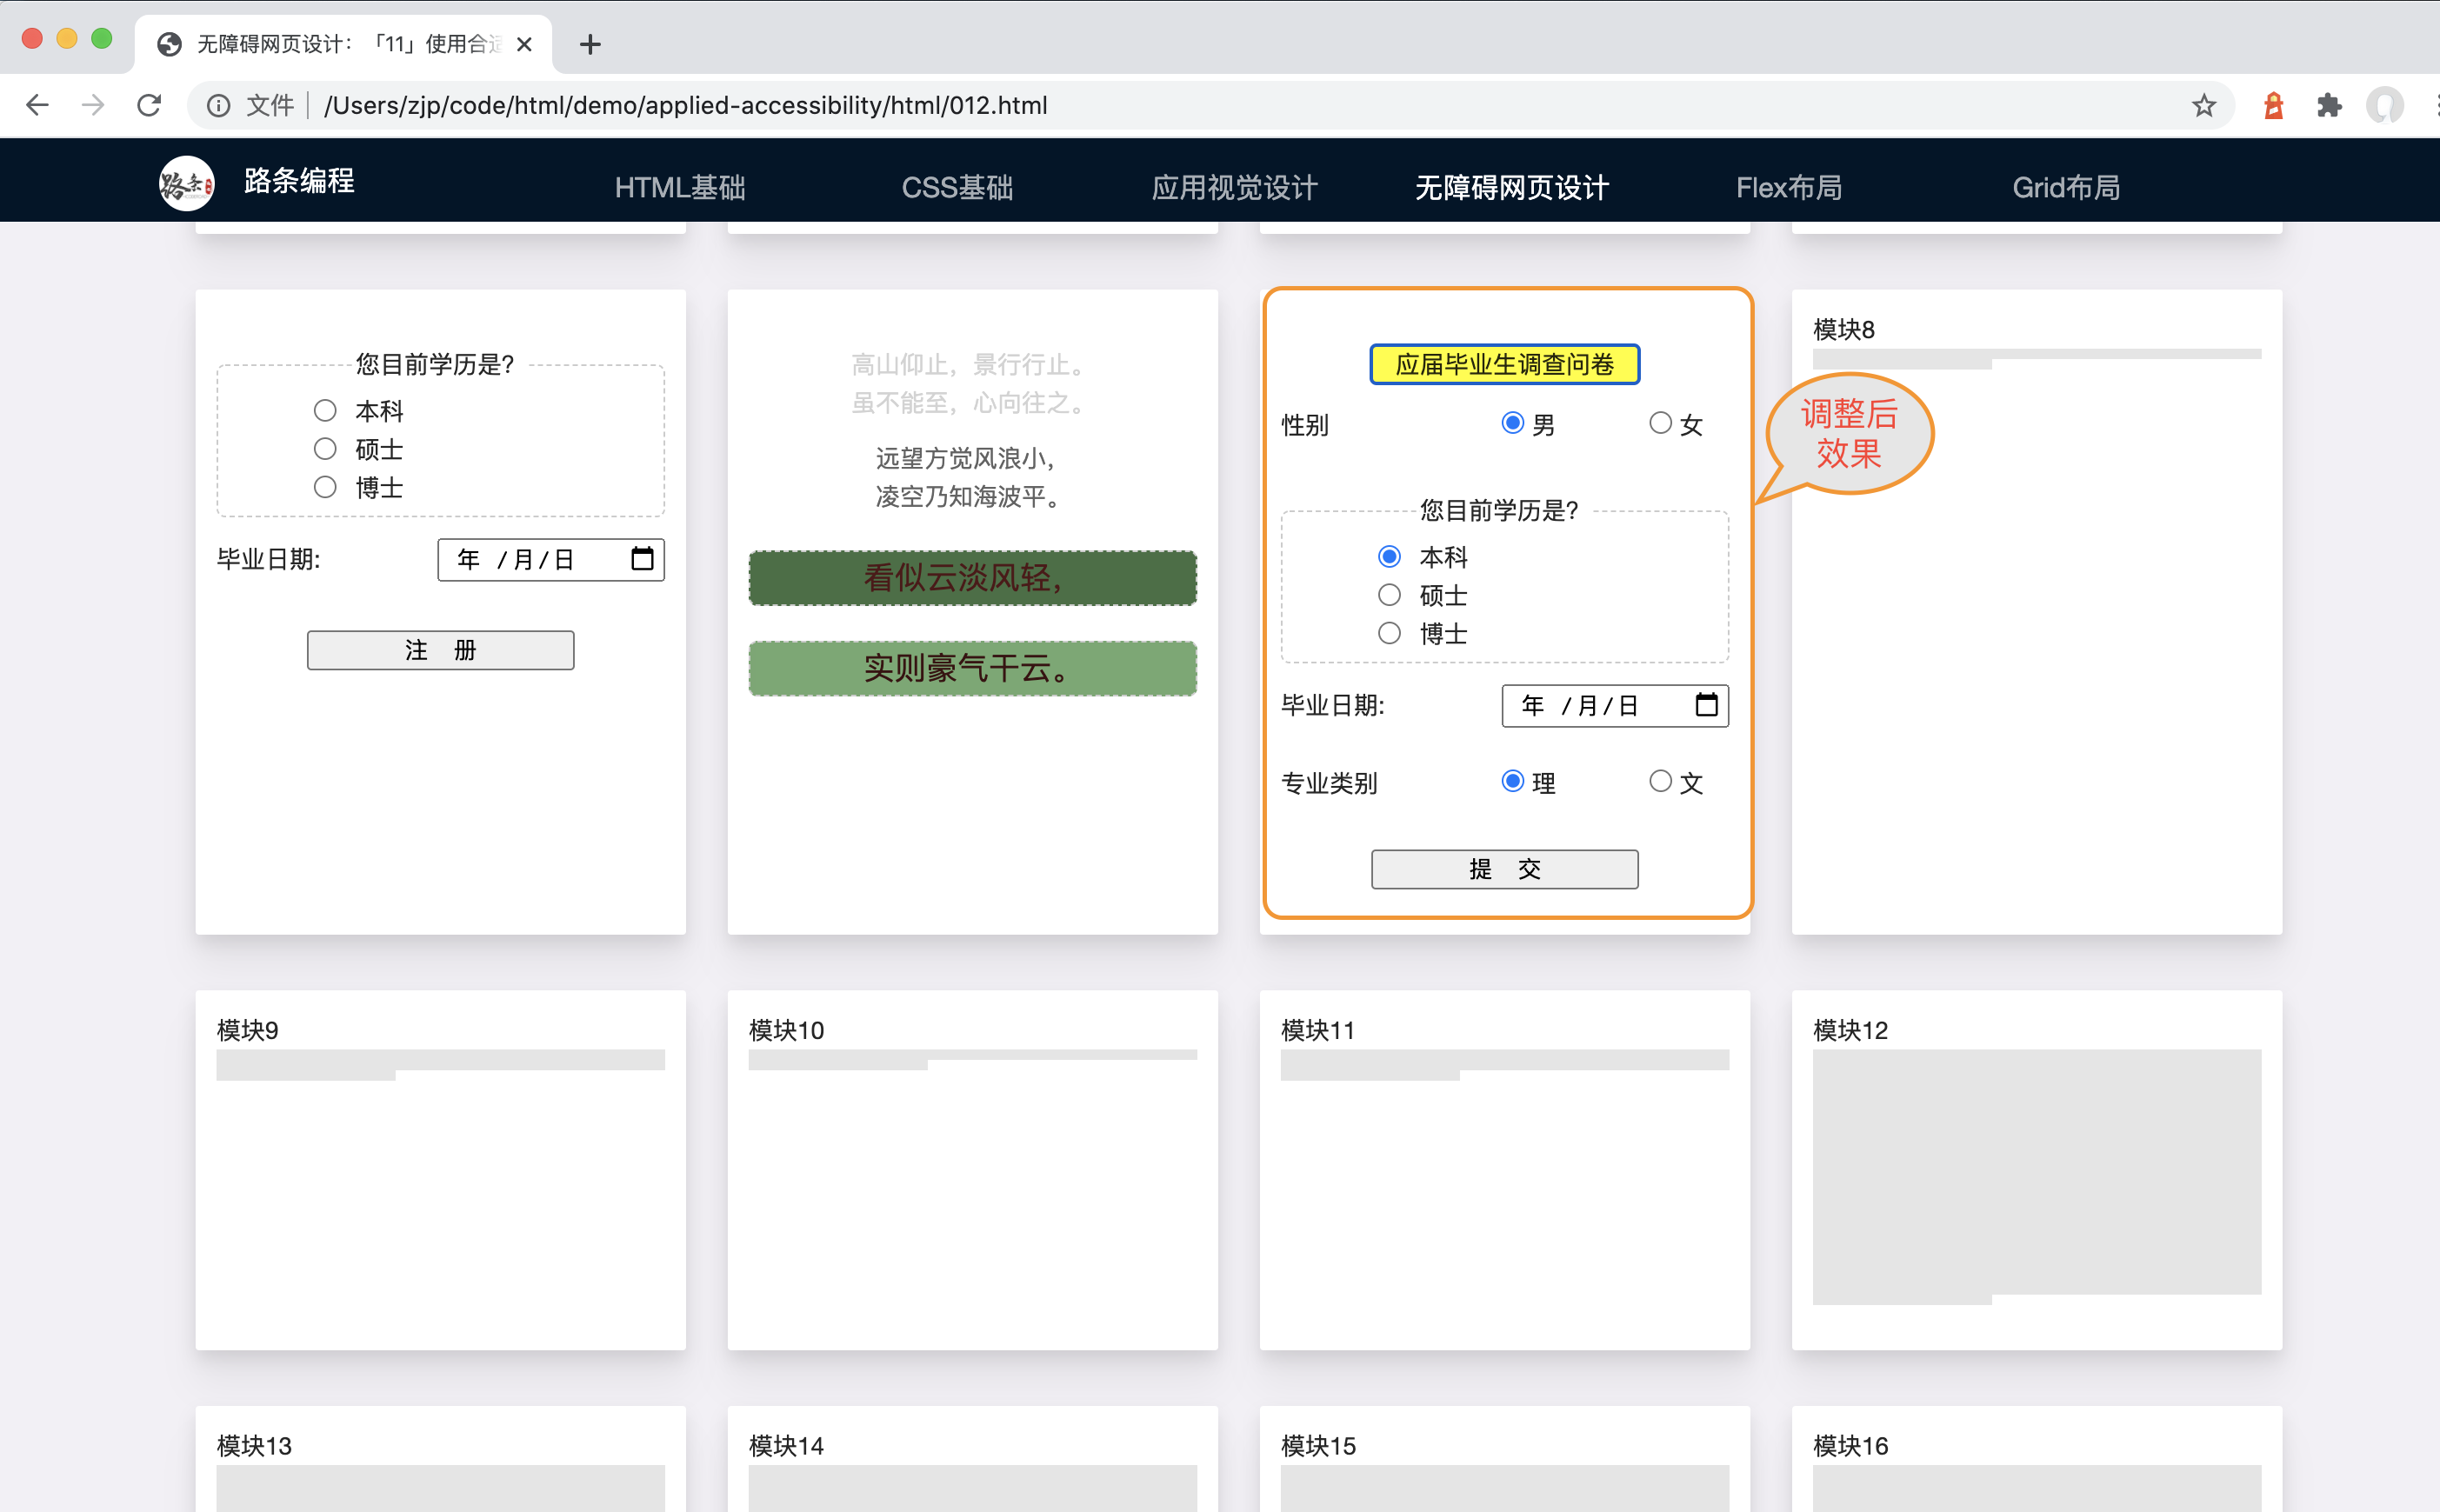 无障碍网页设计：「11」使用合适
文件
/Users/zjp/code/html/demo/applied-accessibility/html/012.html
路条
路条编程
HTML基础
CSS基础
应用视觉设计
无障碍网页设计
Flex布局
Grid布局
您目前学历是?
本科
硕士
博士
毕业日期:
年 /月/日
注 册
高山仰止，景行行止。
虽不能至，心向往之。
远望方觉风浪小，
凌空乃知海波平。
看似云淡风轻，
实则豪气干云。
应届毕业生调查问卷
性别
男
女
您目前学历是?
本科
硕士
博士
毕业日期:
年 /月/日
专业类别
理
文
提 交
调整后
效果
模块8
模块9
模块10
模块11
模块12
模块13
模块14
模块15
模块16